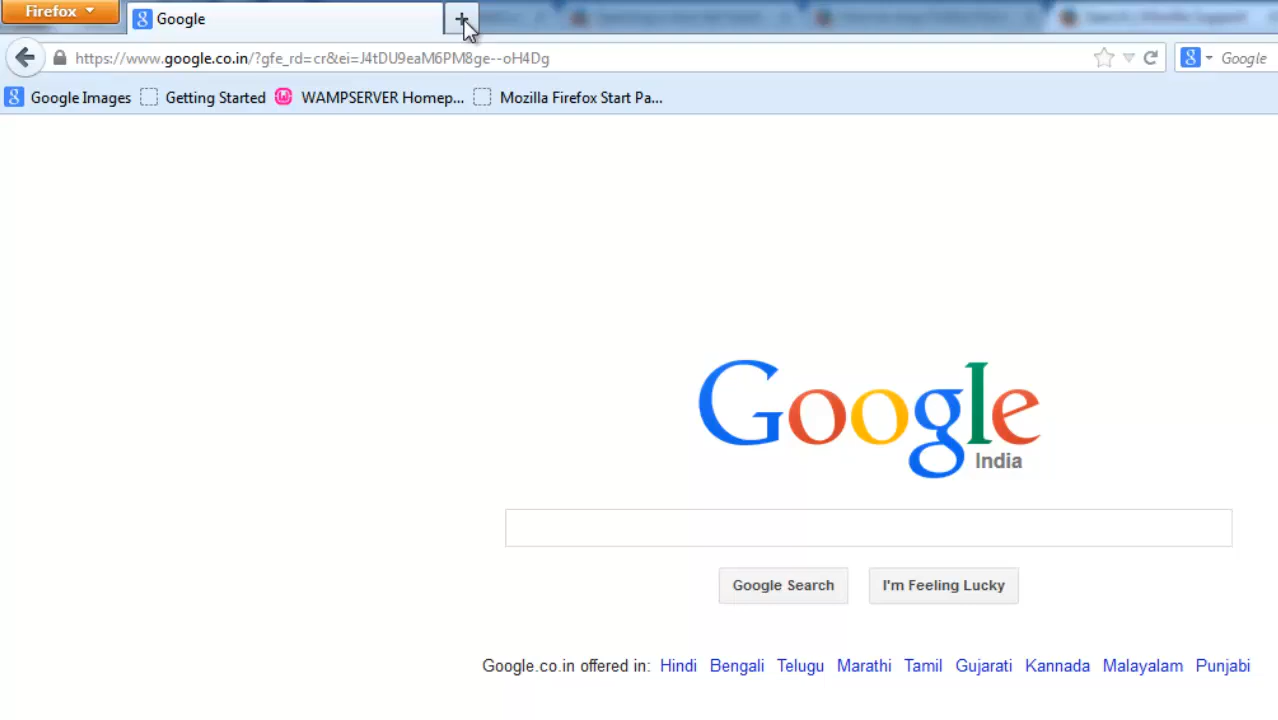 Firefox
Google
https://www.google.co.in/?gfe_rd=cr&ei=J4tDU9eaM6PM8ge--oH4Dg
Google
Google Images Getting Started WAMPSERVER Homep... Mozilla Firefox Start Pa...
Google
India
Google Search I'm Feeling Lucky
Google.co.in offered in: Hindi Bengali Telugu Marathi Tamil Gujarati Kannada Malayalam Punjabi